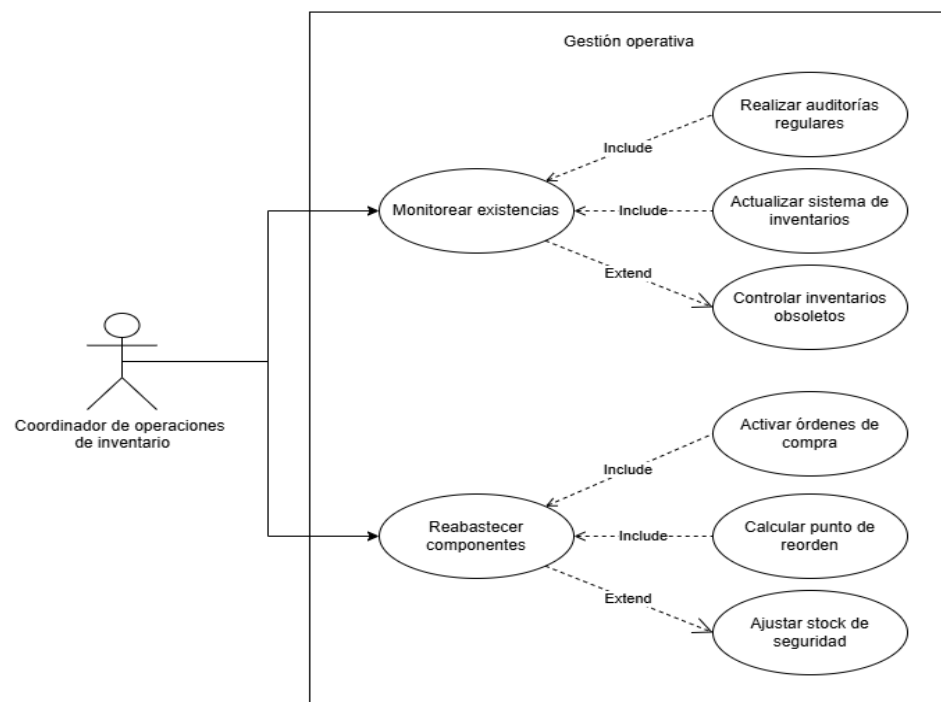 Gestión operativa
Realizar auditorías
regulares
Include
Monitorear existencias
Include
Actualizar sistema de
inventarios
Extend
Controlar inventarios
obsoletos
Coordinador de operaciones
de inventario
Activar órdenes de
compra
Include
Reabastecer
componentes
Include
Calcular punto de
reorden
Extend
Ajustar stock de
seguridad